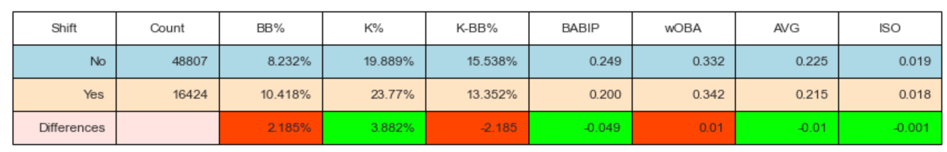 Shift Count BB% K% K-BB% BABIP wOBA AVG ISO
No 48807 8.232% 19.889% 15.538% 0.249 0.332 0.225 0.019
Yes 16424 10.418% 23.77% 13.352% 0.200 0.342 0.215 0.018
Differences 2.185% 3.882% -2.185 -0.049 0.01 -0.01 -0.001